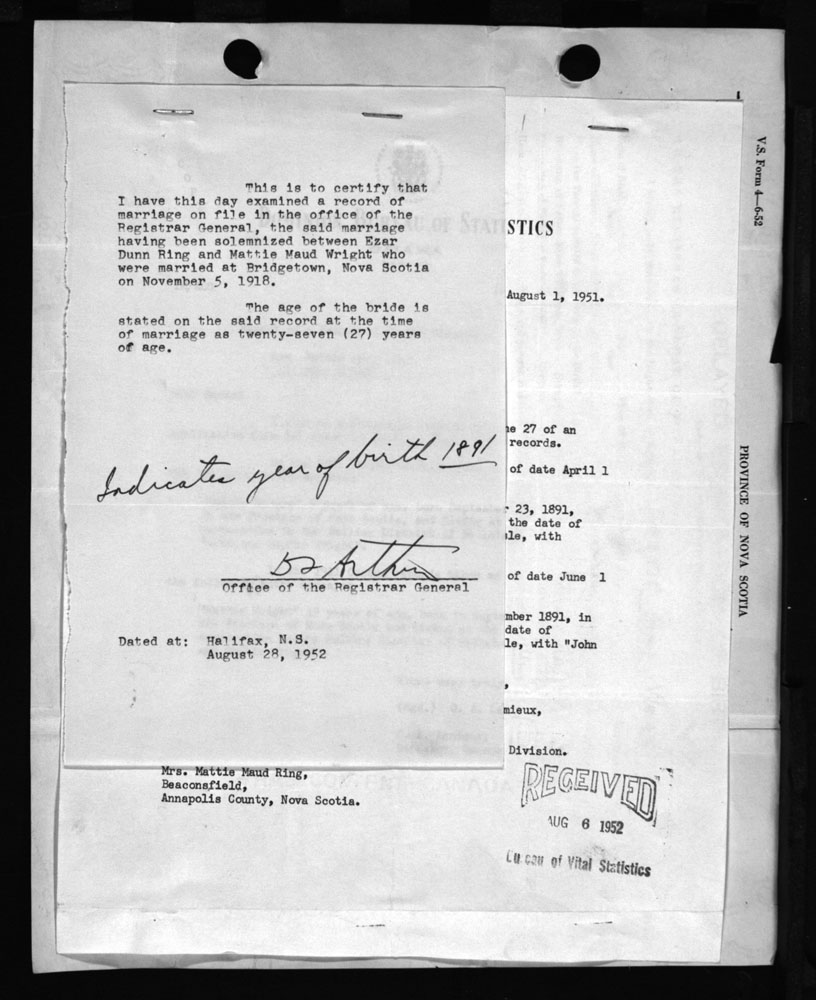 This is to certify that
I have this day examined a record of
marriage on file in the office of the
Registrar General, the said marriage
having been solemnized between Ezar
Dunn Ring and Mattie Maud Wright who
were married at Bridgetown, Nova Scotia
on November 5, 1918.
The age of the bride is
stated on the said record at the time
of marriage as twenty-seven (27) years
of age.
Indicates year of birth 1891
Office of the Registrar General
Dated at: Halifax, N.S.
August 28, 1952
STICS
August 1, 1951.
27 of an
records.
of date April 1
23, 1891,
the date of
le, with
of date June 1
mber 1891, in
date of
le, with "John
mieux,
Division.
Mrs. Mattie Maud Ring,
Beaconsfield,
Annapolis County, Nova Scotia.
RECEIVED
AUG 6 1952
Bureau of Vital Statistics
V.S. Form 4—6-52
PROVINCE OF NOVA SCOTIA